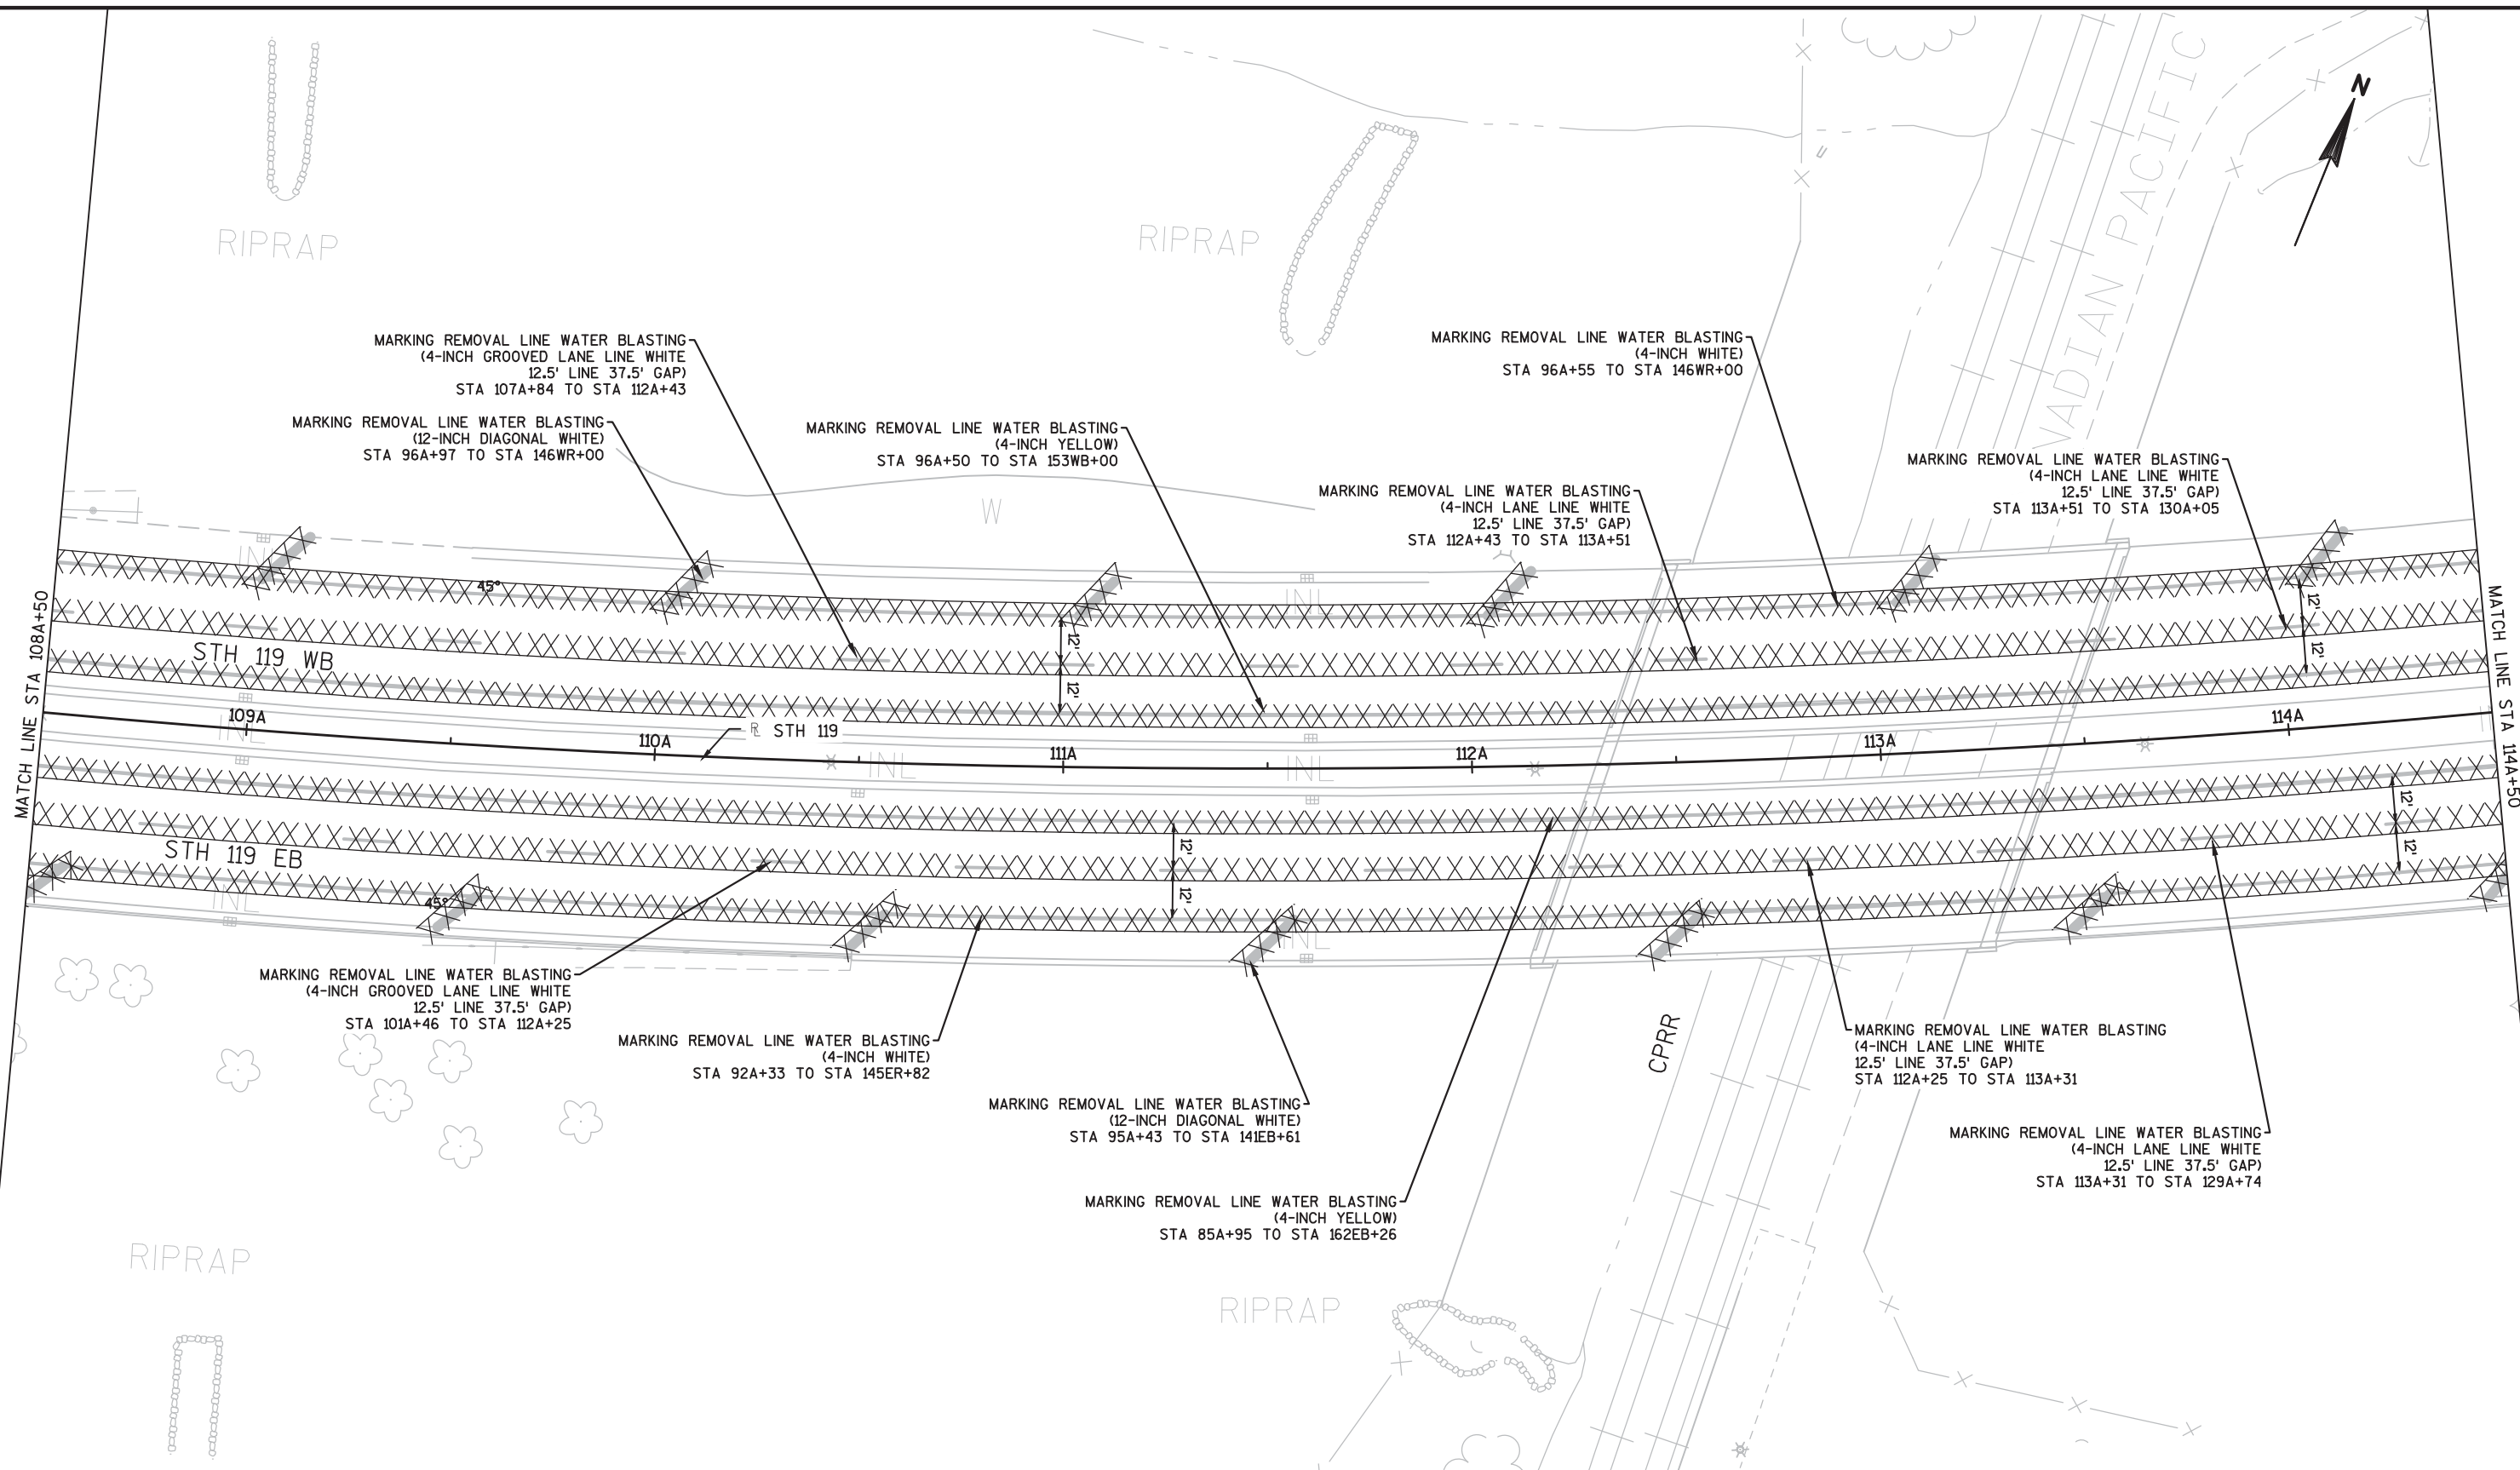 N
VADIAN PACIFIC
RIPRAP
RIPRAP
MARKING REMOVAL LINE WATER BLASTING
(4-INCH GROOVED LANE LINE WHITE
12.5' LINE 37.5' GAP)
STA 107A+84 TO STA 112A+43
MARKING REMOVAL LINE WATER BLASTING
(12-INCH DIAGONAL WHITE)
STA 96A+97 TO STA 146WR+00
MARKING REMOVAL LINE WATER BLASTING
(4-INCH YELLOW)
STA 96A+50 TO STA 153WB+00
MARKING REMOVAL LINE WATER BLASTING
(4-INCH WHITE)
STA 96A+55 TO STA 146WR+00
MARKING REMOVAL LINE WATER BLASTING
(4-INCH LANE LINE WHITE
12.5' LINE 37.5' GAP)
STA 112A+43 TO STA 113A+51
MARKING REMOVAL LINE WATER BLASTING
(4-INCH LANE LINE WHITE
12.5' LINE 37.5' GAP)
STA 113A+51 TO STA 130A+05
W
INL
45°
INL
12'
12'
12'
12'
STH 119 WB
MATCH LINE STA 108A+50
MATCH LINE STA 114A+50
109A
110A
111A
112A
113A
114A
STH 119
INL
INL
INL
12'
12'
12'
12'
STH 119 EB
45°
INL
INL
MARKING REMOVAL LINE WATER BLASTING
(4-INCH GROOVED LANE LINE WHITE
12.5' LINE 37.5' GAP)
STA 101A+46 TO STA 112A+25
MARKING REMOVAL LINE WATER BLASTING
(4-INCH WHITE)
STA 92A+33 TO STA 145ER+82
MARKING REMOVAL LINE WATER BLASTING
(12-INCH DIAGONAL WHITE)
STA 95A+43 TO STA 141EB+61
MARKING REMOVAL LINE WATER BLASTING
(4-INCH YELLOW)
STA 85A+95 TO STA 162EB+26
CPRR
MARKING REMOVAL LINE WATER BLASTING
(4-INCH LANE LINE WHITE
12.5' LINE 37.5' GAP)
STA 112A+25 TO STA 113A+31
MARKING REMOVAL LINE WATER BLASTING
(4-INCH LANE LINE WHITE
12.5' LINE 37.5' GAP)
STA 113A+31 TO STA 129A+74
RIPRAP
RIPRAP